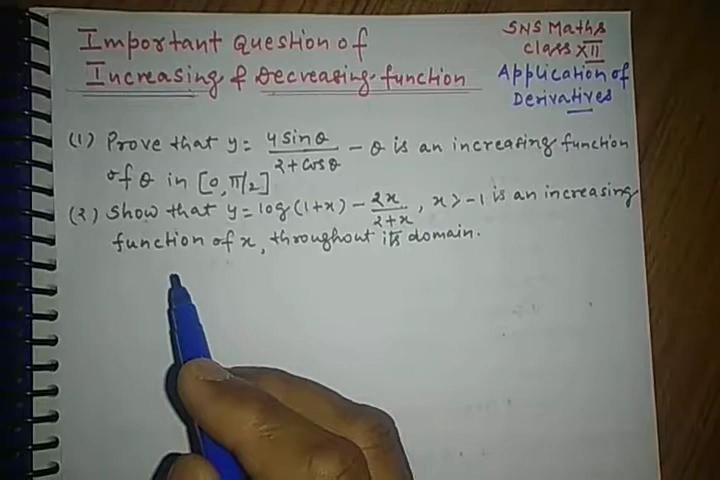 Important Question of
Increasing & Decreasing function
SNS Maths
Class XII
Application of
Derivatives
(1) Prove that y = 4 sinθ / 2 + cosθ − θ is an increasing function
of θ in [0, π/2]
(2) Show that y = log(1+x) − 2x / 2+x , x > −1 is an increasing
function of x, throughout its domain.